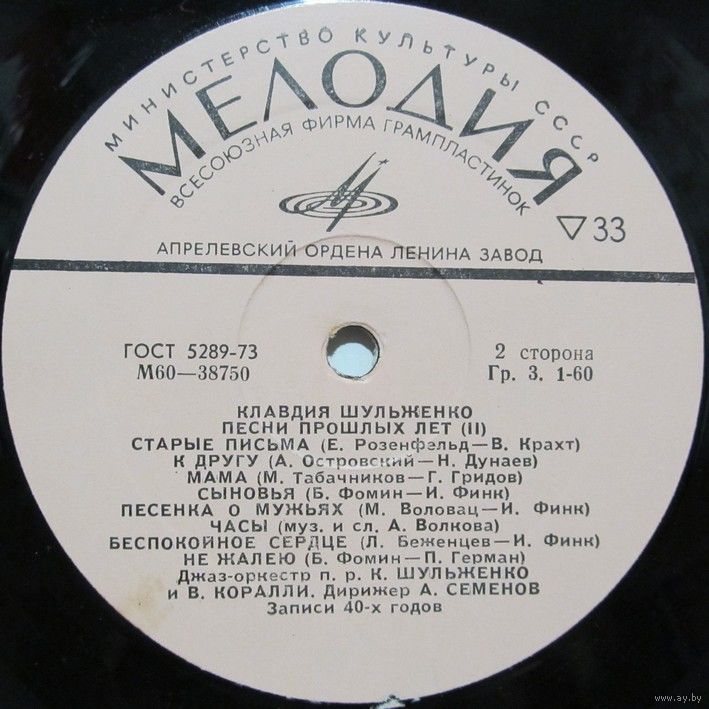 МИНИСТЕРСТВО КУЛЬТУРЫ СССР
МЕЛОДИЯ
ВСЕСОЮЗНАЯ ФИРМА ГРАМПЛАСТИНОК
33
АПРЕЛЕВСКИЙ ОРДЕНА ЛЕНИНА ЗАВОД
ГОСТ 5289-73
М60—38750
2 сторона
Гр. 3. 1-60
КЛАВДИЯ ШУЛЬЖЕНКО
ПЕСНИ ПРОШЛЫХ ЛЕТ (II)
СТАРЫЕ ПИСЬМА (Е. Розенфельд—В. Крахт)
К ДРУГУ (А. Островский—Н. Дунаев)
МАМА (М. Табачников—Г. Гридов)
СЫНОВЬЯ (Б. Фомин—И. Финк)
ПЕСЕНКА О МУЖЬЯХ (М. Воловац—И. Финк)
ЧАСЫ (муз. и сл. А. Волкова)
БЕСПОКОЙНОЕ СЕРДЦЕ (Л. Беженцев—И. Финк)
НЕ ЖАЛЕЮ (Б. Фомин—П. Герман)
Джаз-оркестр п. р. К. ШУЛЬЖЕНКО
и В. КОРАЛЛИ. Дирижер А. СЕМЕНОВ
Записи 40-х годов
www.ay.by